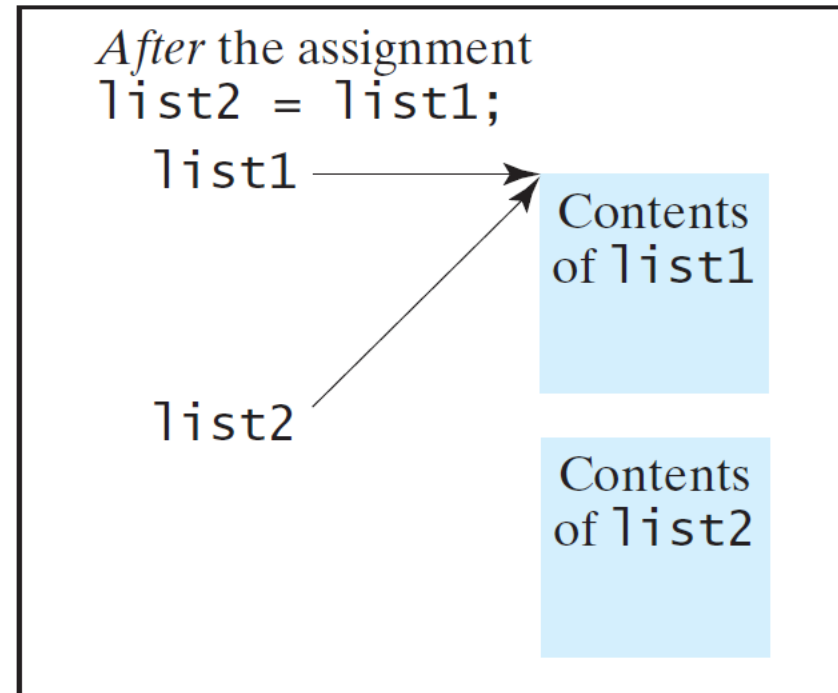 After the assignment
list2 = list1;
list1
Contents
of list1
list2
Contents
of list2